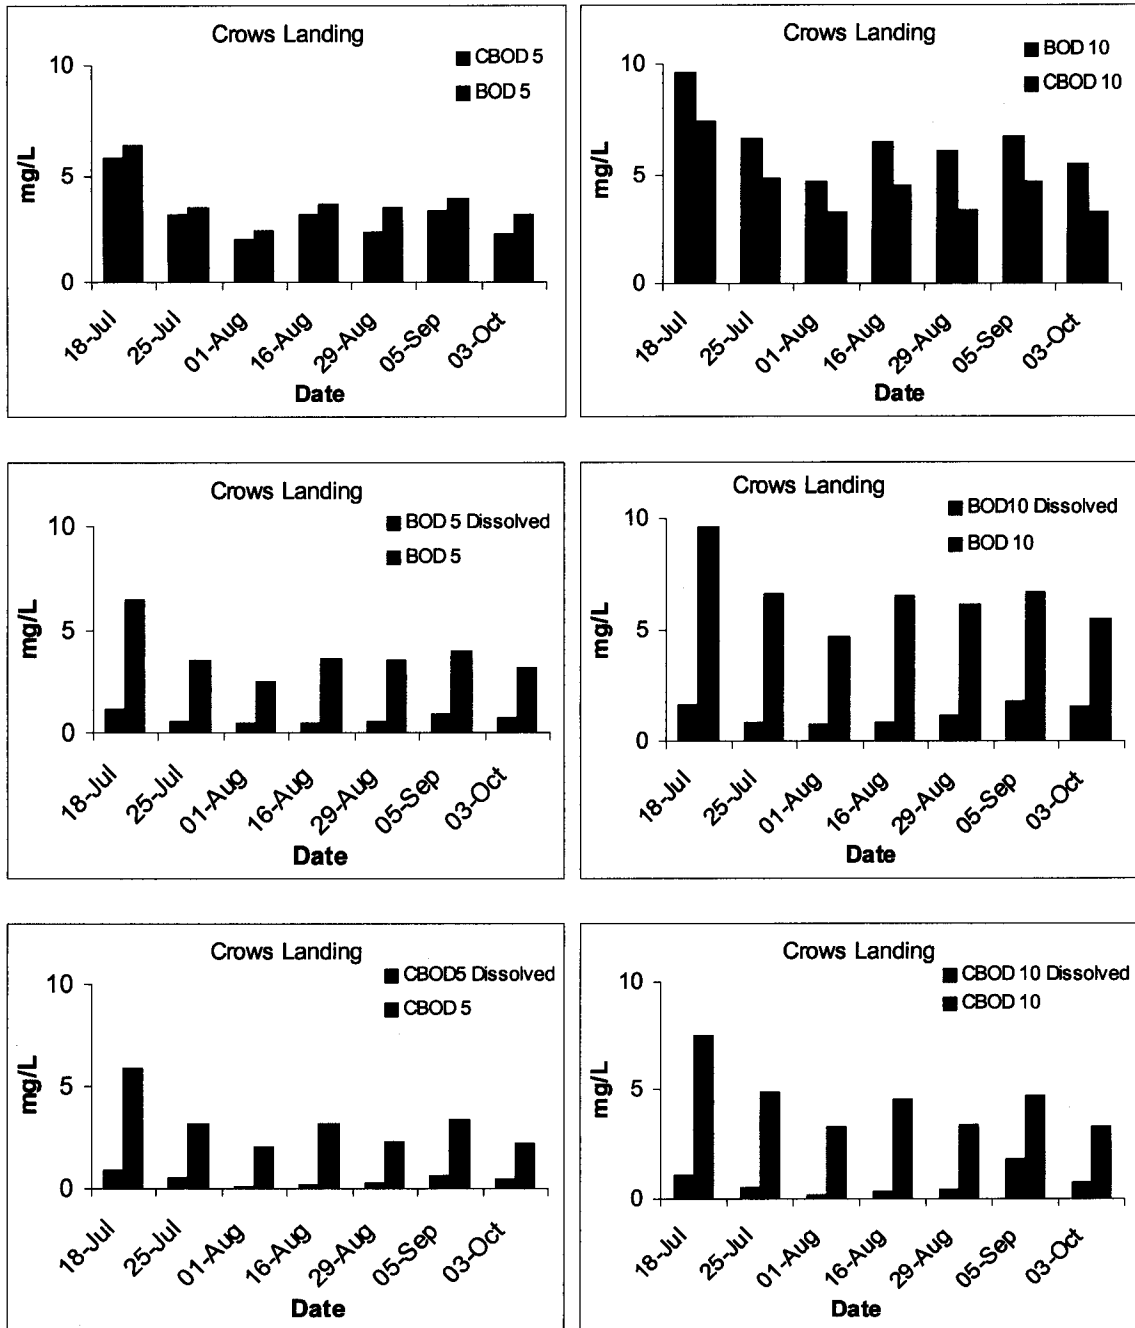 Crows Landing
CBOD 5
BOD 5
10
5
0
mg/L
18-Jul
25-Jul
01-Aug
16-Aug
29-Aug
05-Sep
03-Oct
Date
Crows Landing
BOD 10
CBOD 10
10
5
0
mg/L
18-Jul
25-Jul
01-Aug
16-Aug
29-Aug
05-Sep
03-Oct
Date
Crows Landing
BOD 5 Dissolved
BOD 5
10
5
0
mg/L
18-Jul
25-Jul
01-Aug
16-Aug
29-Aug
05-Sep
03-Oct
Date
Crows Landing
BOD10 Dissolved
BOD 10
10
5
0
mg/L
18-Jul
25-Jul
01-Aug
16-Aug
29-Aug
05-Sep
03-Oct
Date
Crows Landing
CBOD5 Dissolved
CBOD 5
10
5
0
mg/L
18-Jul
25-Jul
01-Aug
16-Aug
29-Aug
05-Sep
03-Oct
Date
Crows Landing
CBOD 10 Dissolved
CBOD 10
10
5
0
mg/L
18-Jul
25-Jul
01-Aug
16-Aug
29-Aug
05-Sep
03-Oct
Date